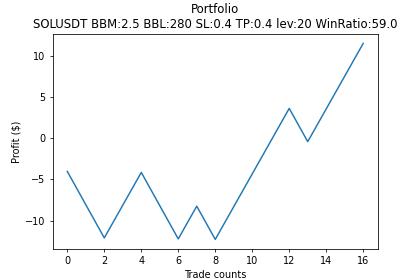 Portfolio
SOLUSDT BBM:2.5 BBL:280 SL:0.4 TP:0.4 lev:20 WinRatio:59.0
10
5
0
−5
−10
Profit ($)
0 2 4 6 8 10 12 14 16
Trade counts